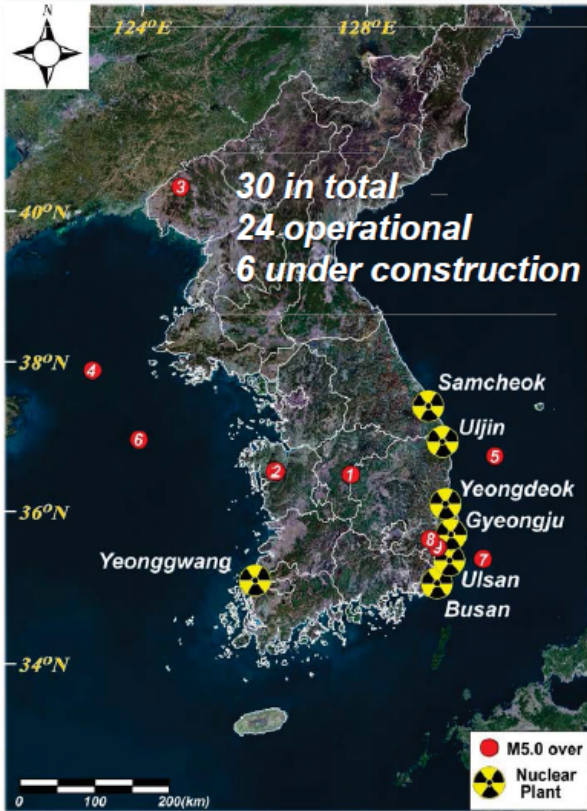 N
124°E
128°E
3
30 in total
24 operational
6 under construction
40°N
38°N
4
Samcheok
Uljin
6
5
2
1
Yeongdeok
36°N
Gyeongju
8
9
7
Yeonggwang
Ulsan
Busan
34°N
M5.0 over
Nuclear
Plant
0
100
200(km)